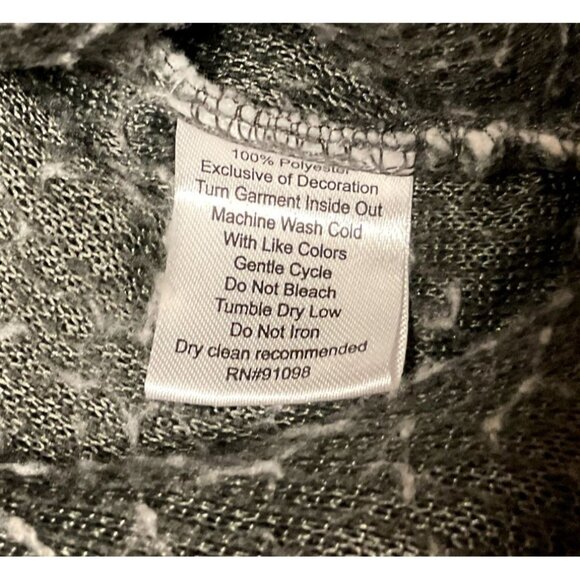 100% Polyester
Exclusive of Decoration
Turn Garment Inside Out
Machine Wash Cold
With Like Colors
Gentle Cycle
Do Not Bleach
Tumble Dry Low
Do Not Iron
Dry clean recommended
RN#91098